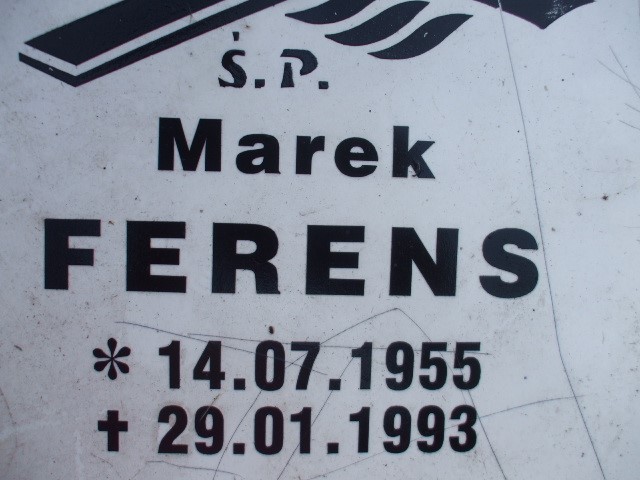 Ś.P.
Marek
FERENS
* 14.07.1955
✝ 29.01.1993